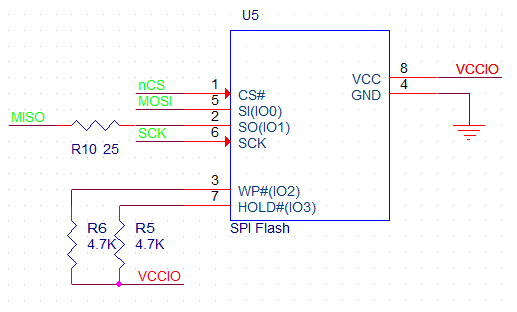 U5
nCS 1 CS#
MOSI 5 SI(IO0)
MISO 2 SO(IO1)
R10 25
SCK 6 SCK
VCC 8 VCCIO
GND 4
3 WP#(IO2)
7 HOLD#(IO3)
SPI Flash
R6 R5
4.7K 4.7K
VCCIO